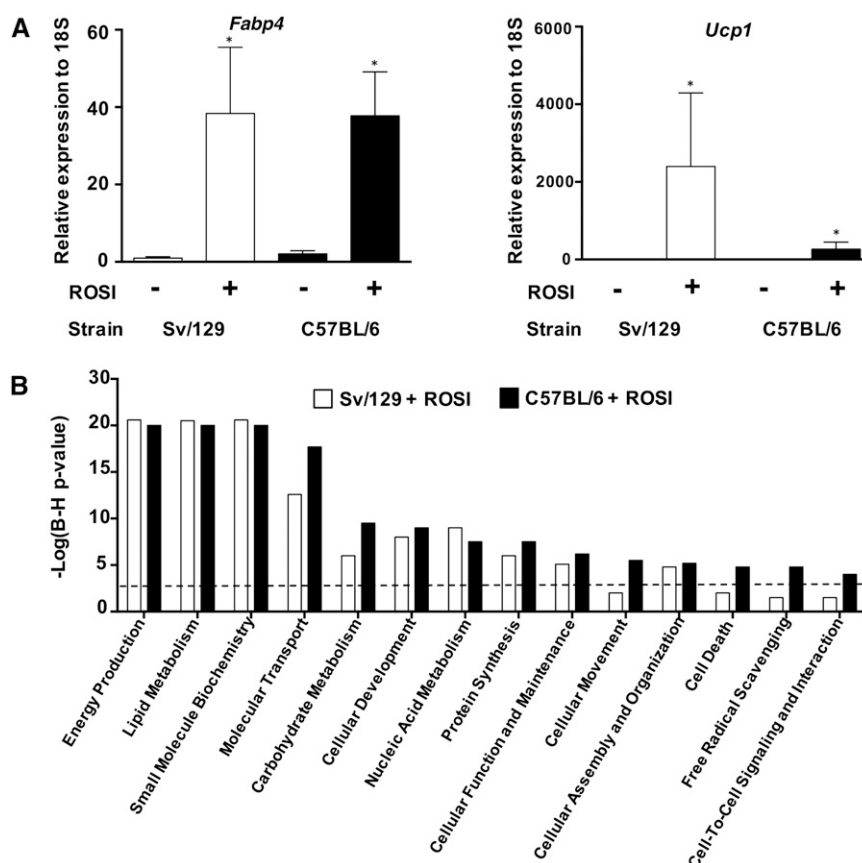 A
Fabp4
Relative expression to 18S
60
40
20
0
* *
ROSI - + - +
Strain Sv/129 C57BL/6
Ucp1
Relative expression to 18S
6000
4000
2000
0
* *
ROSI - + - +
Strain Sv/129 C57BL/6
B
-Log(B-H p-value)
30
20
15
10
5
0
Sv/129 + ROSI C57BL/6 + ROSI
Energy Production
Lipid Metabolism
Small Molecule Biochemistry
Molecular Transport
Carbohydrate Metabolism
Cellular Development
Nucleic Acid Metabolism
Protein Synthesis
Cellular Function and Maintenance
Cellular Movement
Cellular Assembly and Organization
Cell Death
Free Radical Scavenging
Cell-To-Cell Signaling and Interaction